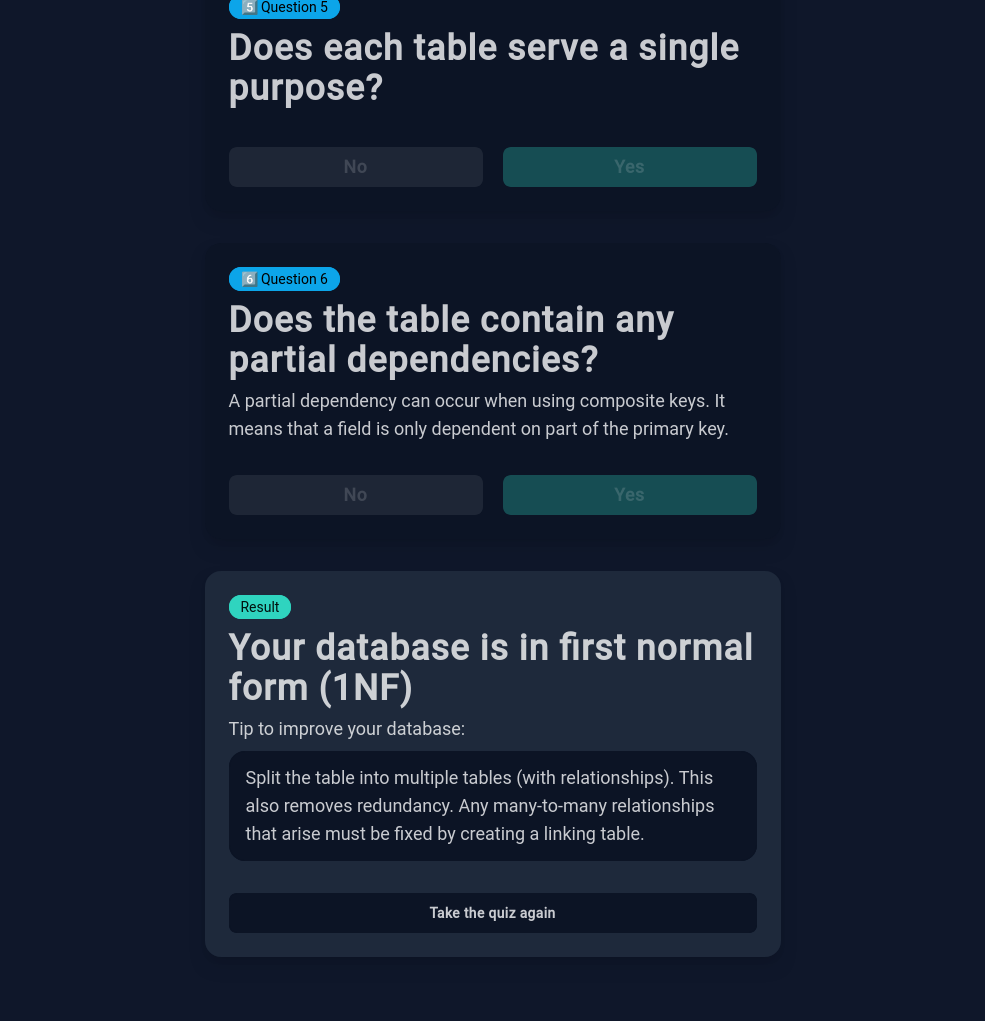 5️⃣ Question 5
Does each table serve a single
purpose?
No
Yes
6️⃣ Question 6
Does the table contain any
partial dependencies?
A partial dependency can occur when using composite keys. It
means that a field is only dependent on part of the primary key.
No
Yes
Result
Your database is in first normal
form (1NF)
Tip to improve your database:
Split the table into multiple tables (with relationships). This
also removes redundancy. Any many-to-many relationships
that arise must be fixed by creating a linking table.
Take the quiz again